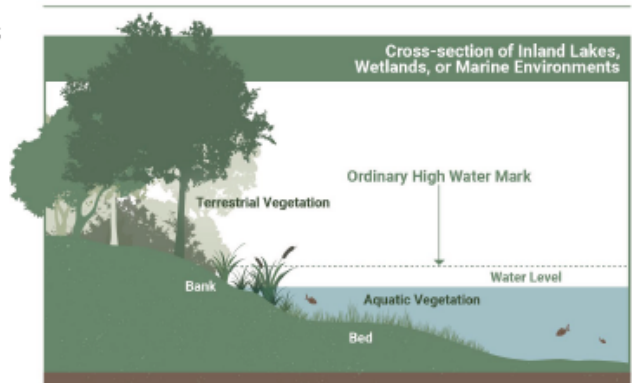 Cross-section of Inland Lakes,
Wetlands, or Marine Environments
Ordinary High Water Mark
Terrestrial Vegetation
Water Level
Bank
Aquatic Vegetation
Bed